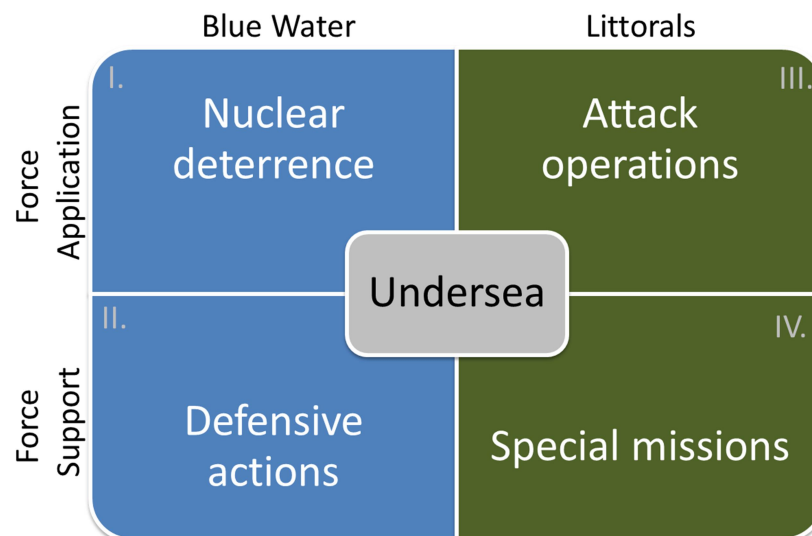 Blue Water
Littorals
Force
Application
I.
Nuclear
deterrence
III.
Attack
operations
Undersea
Force
Support
II.
Defensive
actions
IV.
Special missions